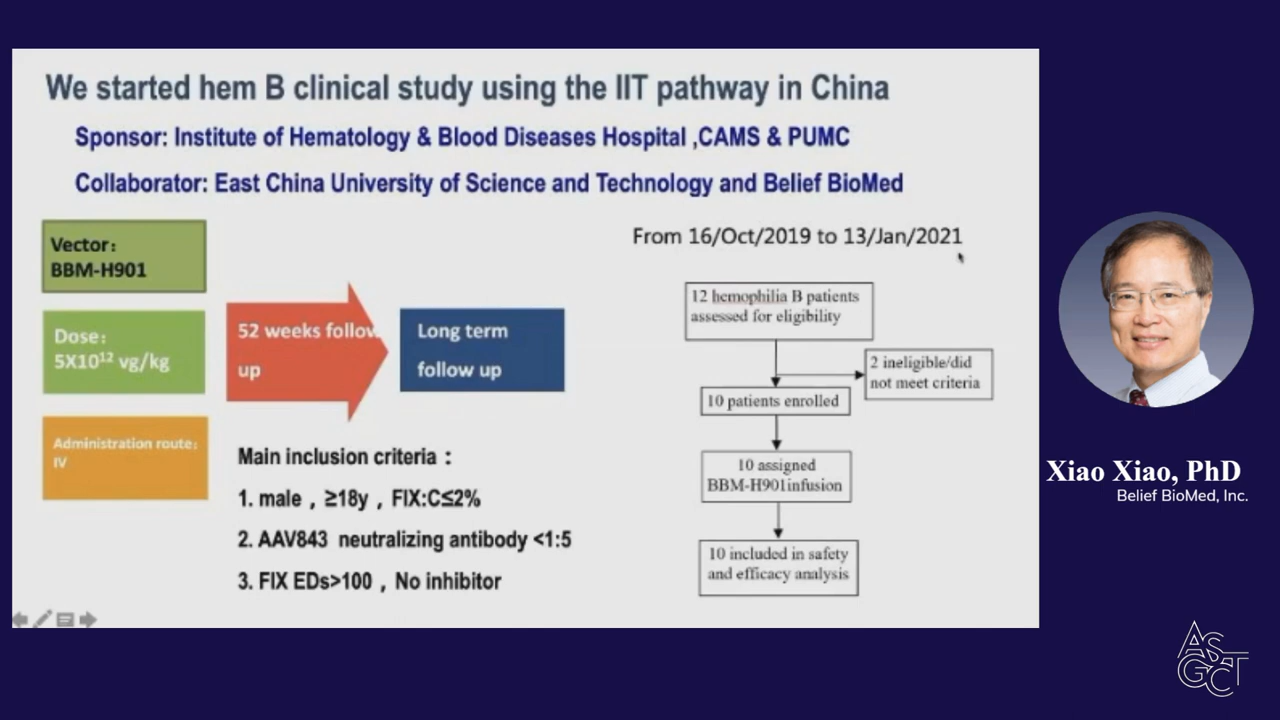 We started hem B clinical study using the IIT pathway in China
Sponsor: Institute of Hematology & Blood Diseases Hospital ,CAMS & PUMC
Collaborator: East China University of Science and Technology and Belief BioMed
Vector：
BBM-H901
Dose：
5X10¹² vg/kg
Administration route：
IV
52 weeks follow
up
Long term
follow up
Main inclusion criteria：
1. male，≥18y，FIX:C≤2%
2. AAV843 neutralizing antibody <1:5
3. FIX EDs>100，No inhibitor
From 16/Oct/2019 to 13/Jan/2021
12 hemophilia B patients
assessed for eligibility
2 ineligible/did
not meet criteria
10 patients enrolled
10 assigned
BBM-H901infusion
10 included in safety
and efficacy analysis
Xiao Xiao, PhD
Belief BioMed, Inc.
ASGCT